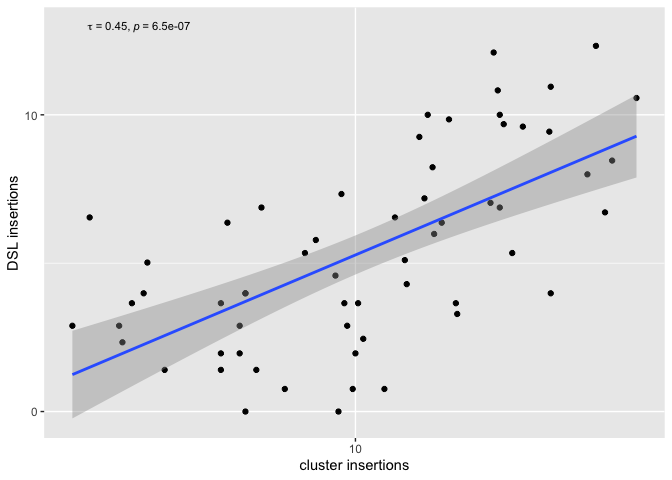 τ = 0.45, p = 6.5e-07
DSL insertions
10
0
10
cluster insertions